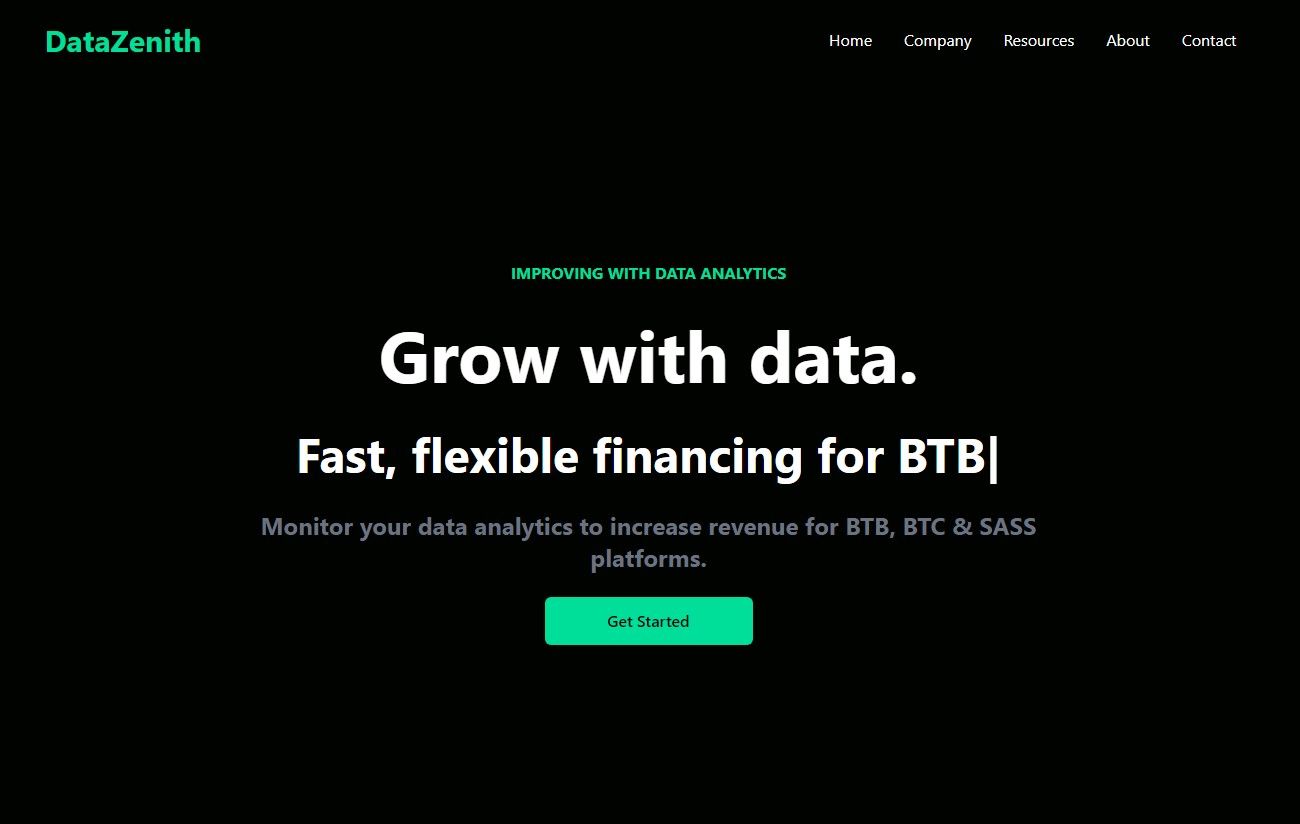 DataZenith
Home Company Resources About Contact
IMPROVING WITH DATA ANALYTICS
Grow with data.
Fast, flexible financing for BTB|
Monitor your data analytics to increase revenue for BTB, BTC & SASS
platforms.
Get Started